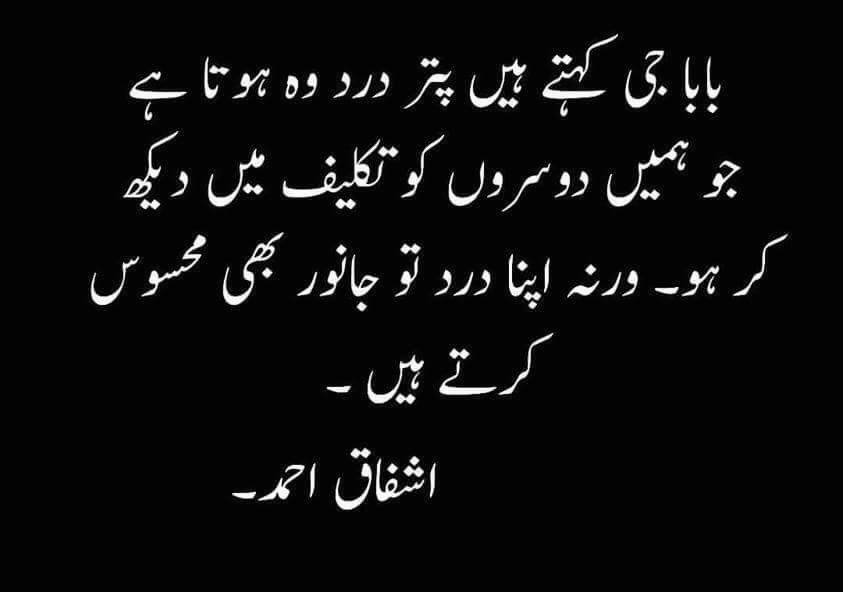 بابا جی کہتے ہیں پتر درد وہ ہوتا ہے
جو ہمیں دوسروں کو تکلیف میں دیکھ
کر ہو۔ ورنہ اپنا درد تو جانور بھی محسوس
کرتے ہیں ۔
اشفاق احمد۔